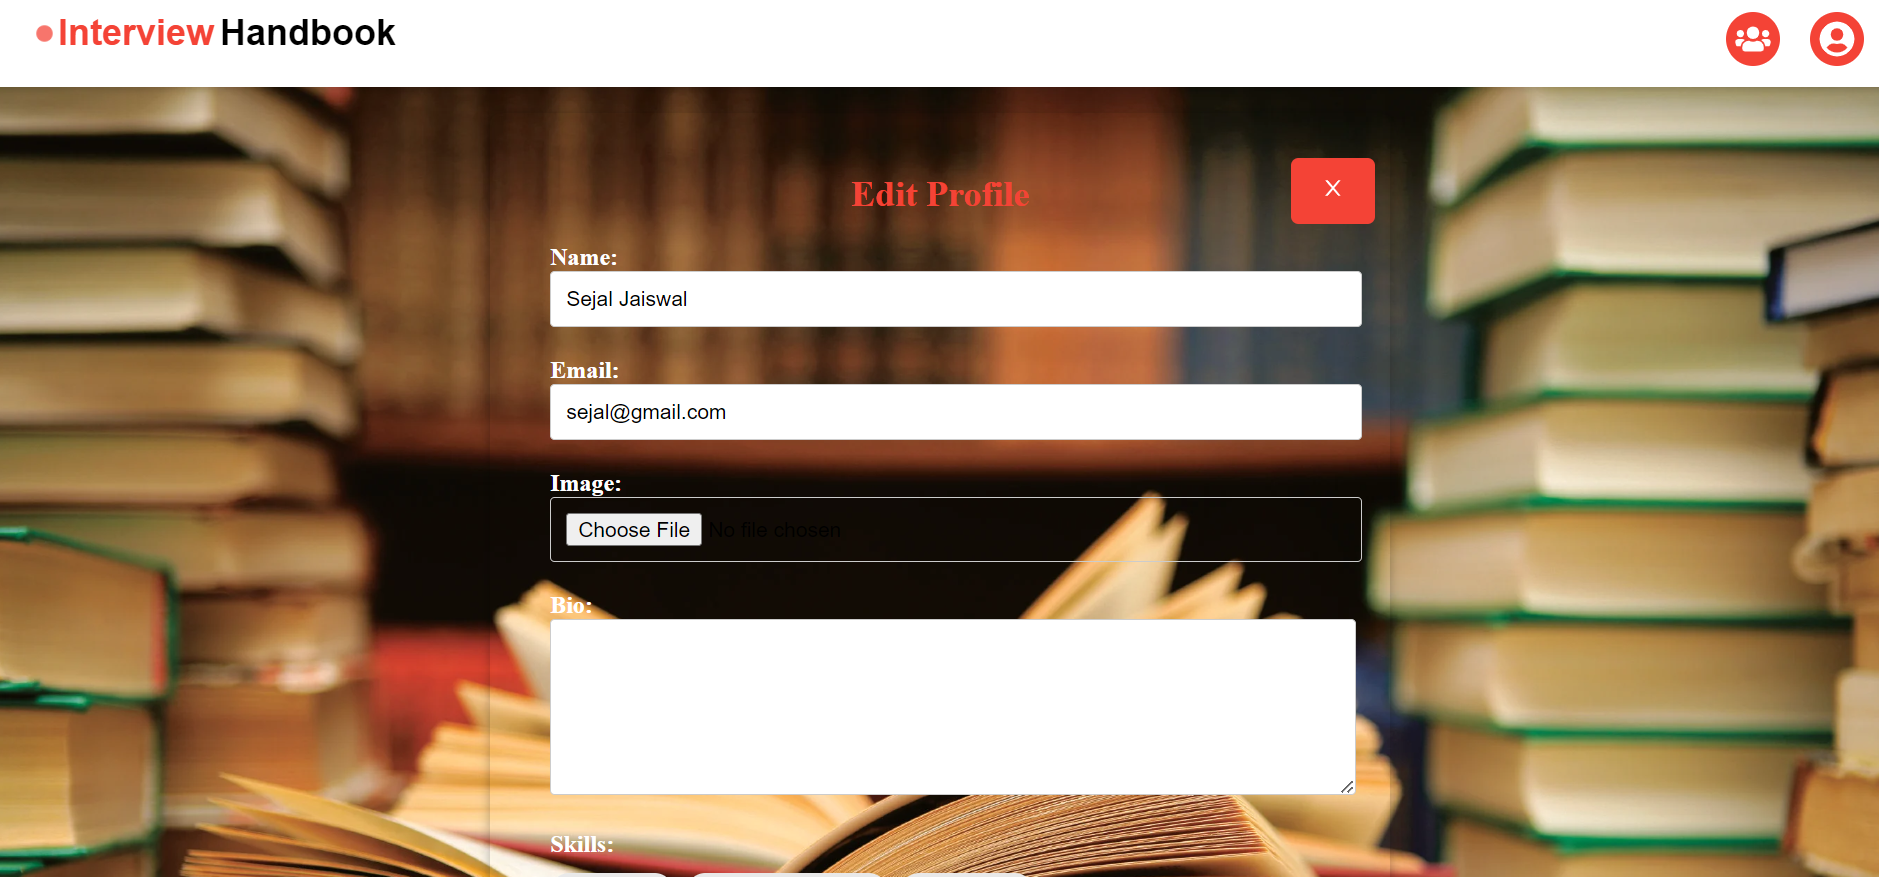 Interview Handbook
Edit Profile
X
Name:
Sejal Jaiswal
Email:
sejal@gmail.com
Image:
Choose File No file chosen
Bio:
Skills: